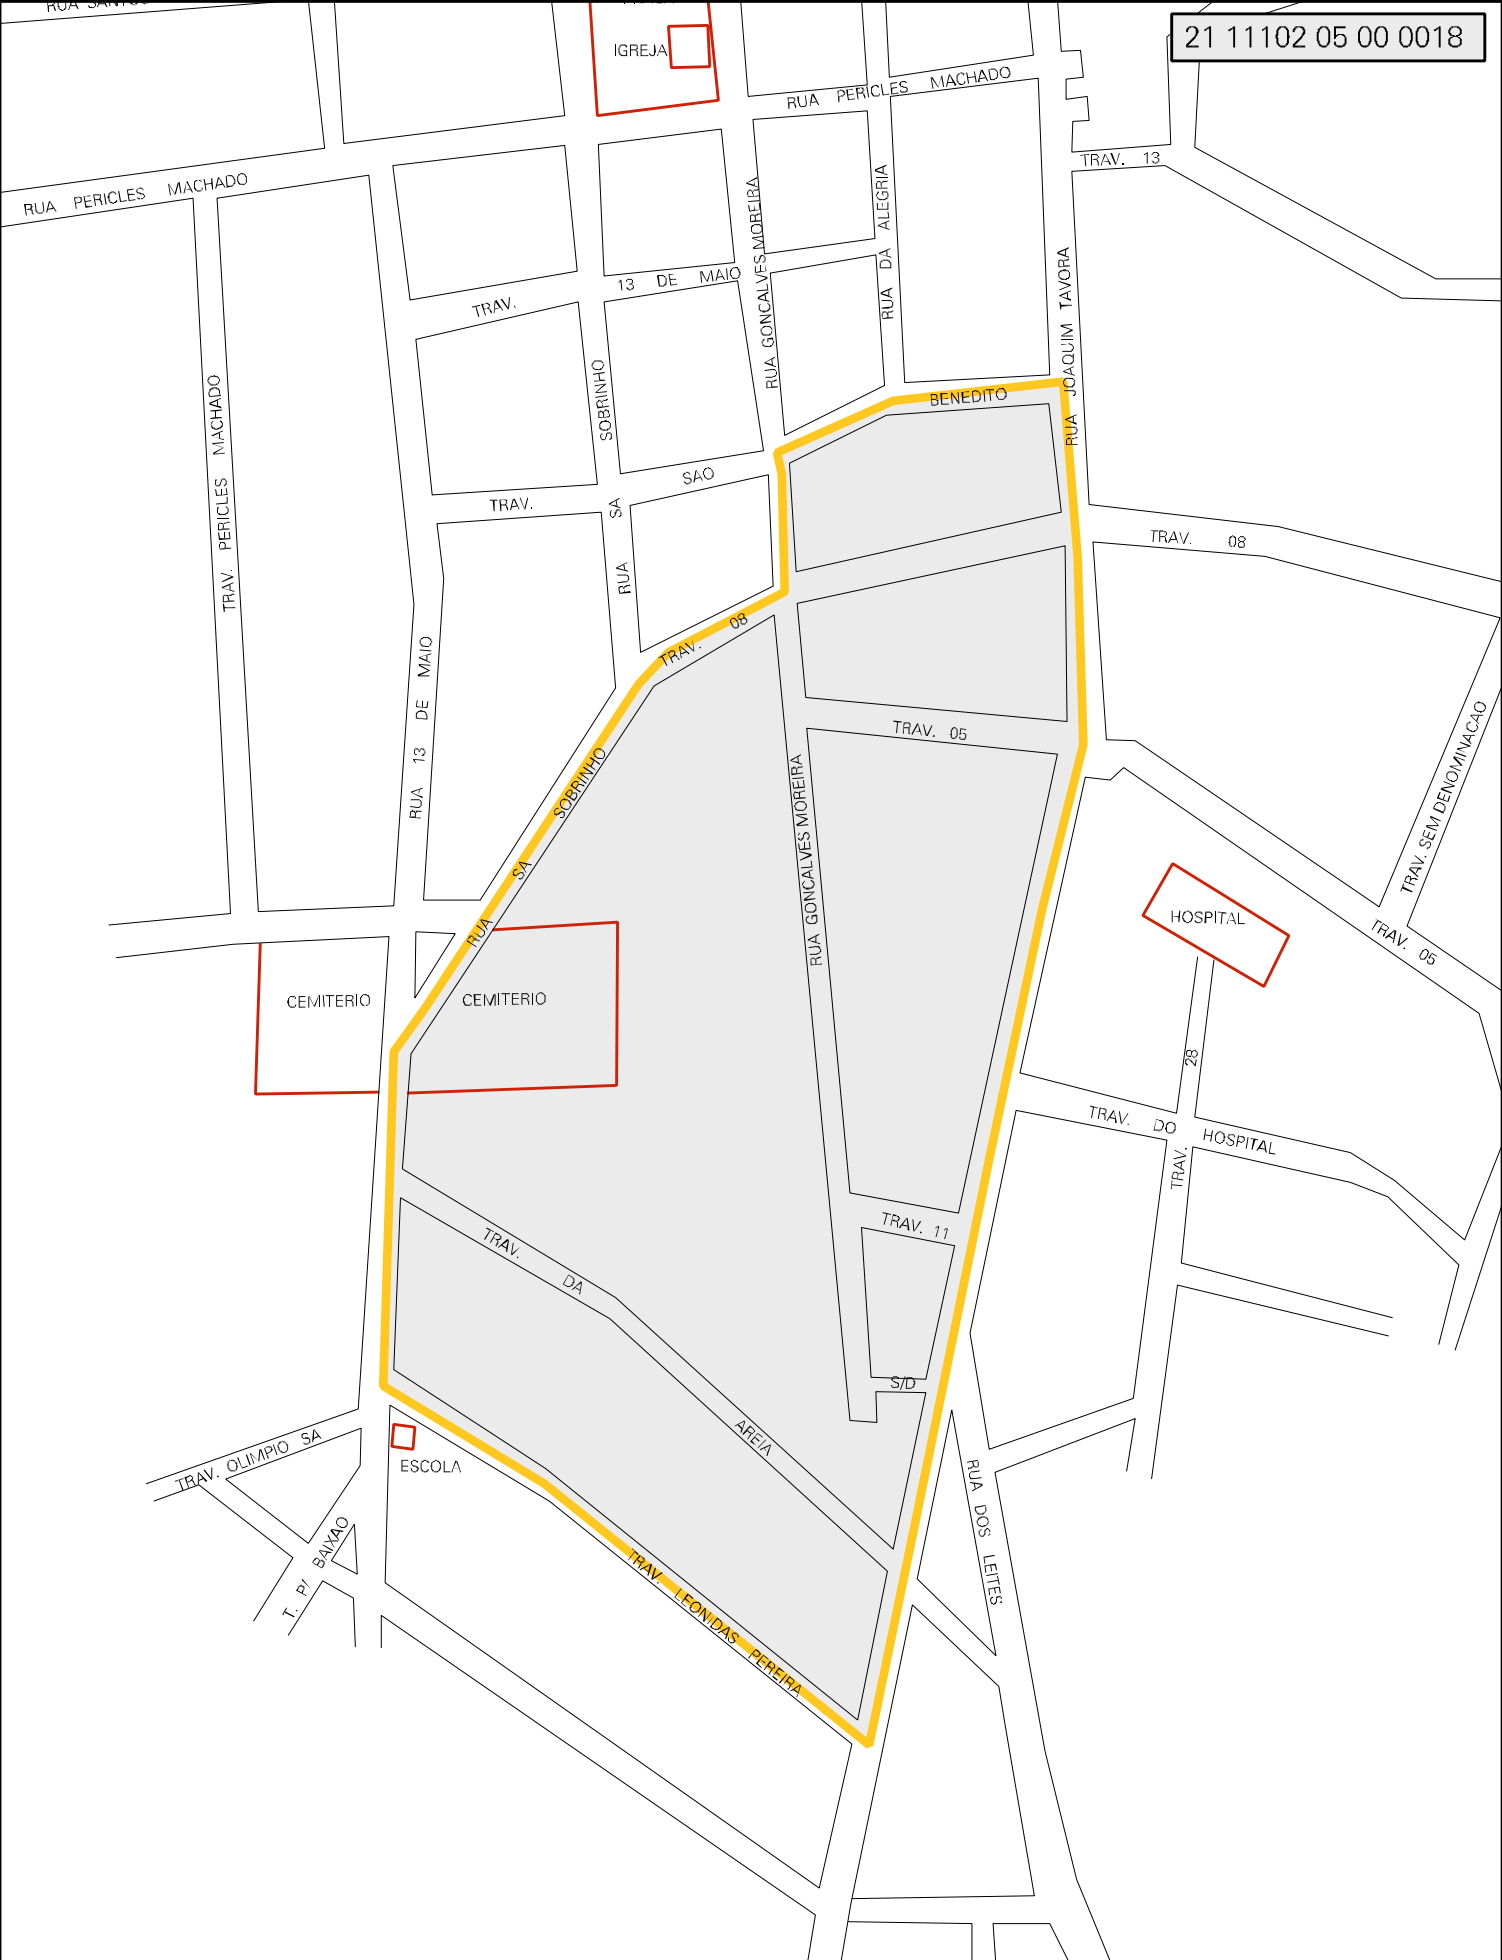 21 11102 05 00 0018
IGREJA
RUA PERICLES MACHADO
TRAV. 13
RUA PERICLES MACHADO
RUA GONCALVES MOREIRA
RUA DA ALEGRIA
RUA JOAQUIM TAVORA
TRAV. 13 DE MAIO
TRAV. PERICLES MACHADO
RUA SA SOBRINHO
BENEDITO
TRAV. SAO
TRAV. 08
TRAV. 08
RUA 13 DE MAIO
TRAV. 05
RUA SA SOBRINHO
RUA GONCALVES MOREIRA
TRAV. SEM DENOMINACAO
HOSPITAL
TRAV. 05
CEMITERIO
CEMITERIO
TRAV. 28
TRAV. DO HOSPITAL
TRAV. 11
TRAV. DA AREIA
S/D
TRAV. OLIMPIO SA
ESCOLA
RUA DOS LEITES
T. P/ BAIXAO
TRAV. LEONIDAS PEREIRA